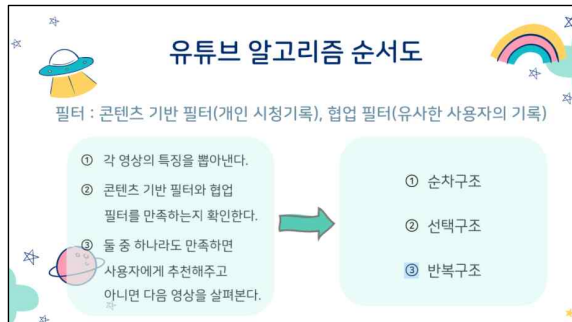 유튜브 알고리즘 순서도
필터 : 콘텐츠 기반 필터(개인 시청기록), 협업 필터(유사한 사용자의 기록)
① 각 영상의 특징을 뽑아낸다.
② 콘텐츠 기반 필터와 협업
필터를 만족하는지 확인한다.
③ 둘 중 하나라도 만족하면
사용자에게 추천해주고
아니면 다음 영상을 살펴본다.
① 순차구조
② 선택구조
③ 반복구조